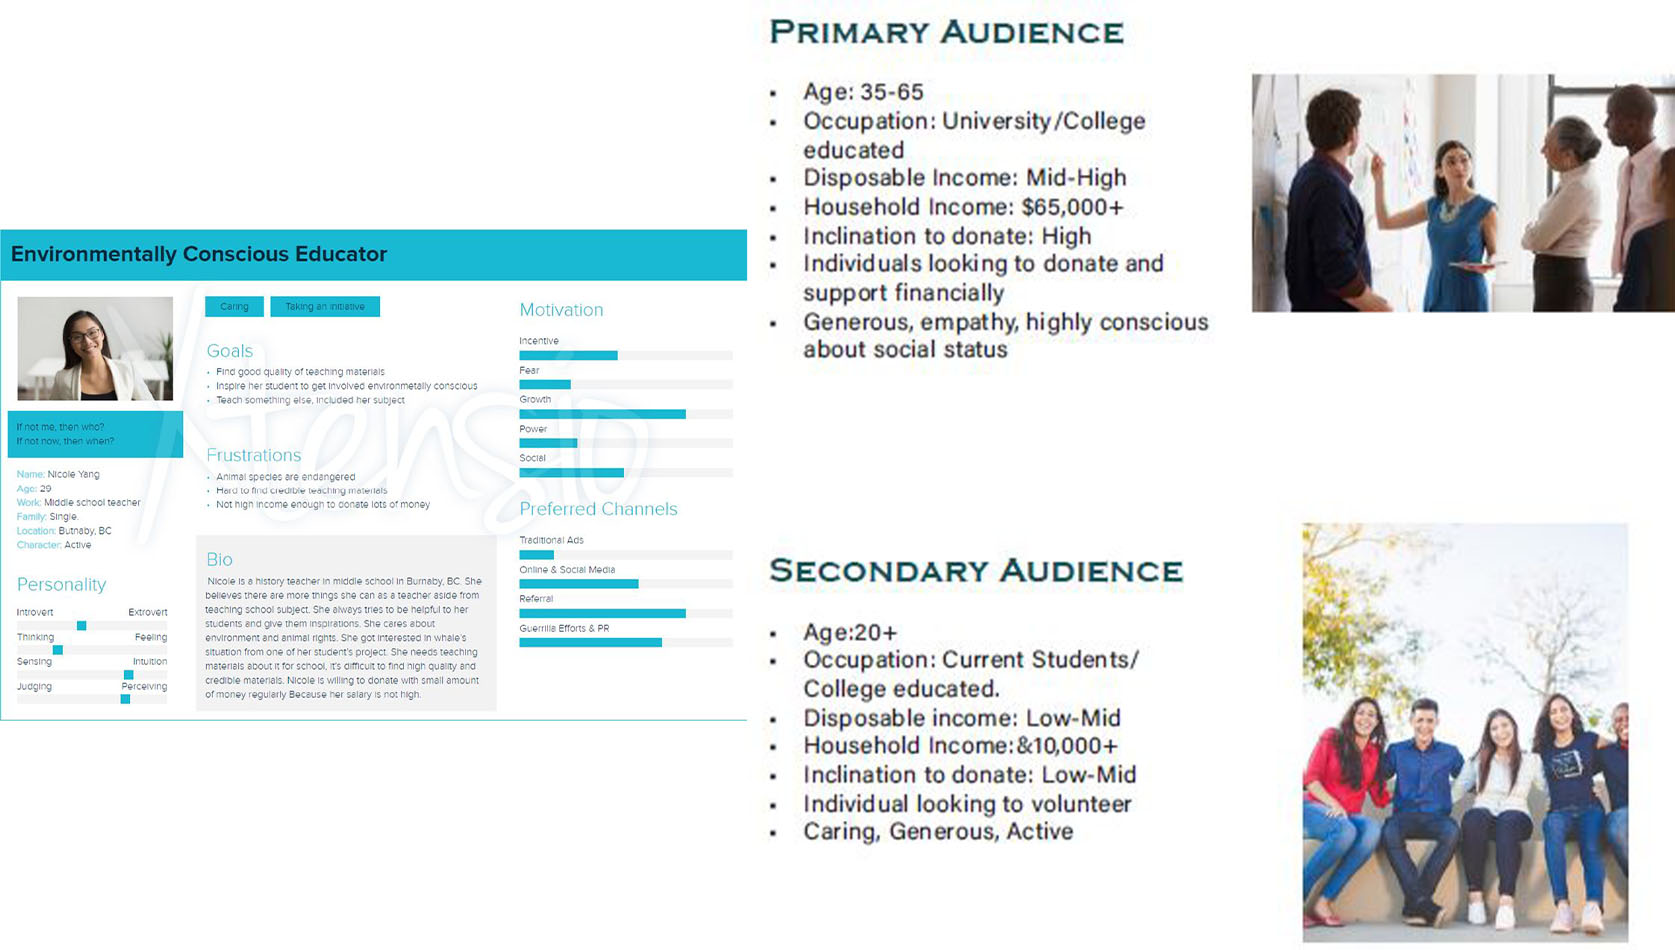 Environmentally Conscious Educator
Caring
Taking an initiative
If not me, then who?
If not now, then when?
Name: Nicole Yang
Age: 29
Work: Middle school teacher
Family: Single.
Location: Butnaby, BC
Character: Active
Personality
Introvert Extrovert
Thinking Feeling
Sensing Intuition
Judging Perceiving
Goals
• Find good quality of teaching materials
• Inspire her student to get involved environmetally conscious
• Teach something else, included her subject
Frustrations
• Animal species are endangered
• Hard to find credible teaching materials
• Not high income enough to donate lots of money
Bio
Nicole is a history teacher in middle school in Burnaby, BC. She
believes there are more things she can as a teacher aside from
teaching school subject. She always tries to be helpful to her
students and give them inspirations. She cares about
environment and animal rights. She got interested in whale's
situation from one of her student's project. She needs teaching
materials about it for school, it's difficult to find high quality and
credible materials. Nicole is willing to donate with small amount
of money regularly Because her salary is not high.
Motivation
Incentive
Fear
Growth
Power
Social
Preferred Channels
Traditional Ads
Online & Social Media
Referral
Guerrilla Efforts & PR
Xtensio
PRIMARY AUDIENCE
▪ Age: 35-65
▪ Occupation: University/College
educated
▪ Disposable Income: Mid-High
▪ Household Income: $65,000+
▪ Inclination to donate: High
▪ Individuals looking to donate and
support financially
▪ Generous, empathy, highly conscious
about social status
SECONDARY AUDIENCE
▪ Age:20+
▪ Occupation: Current Students/
College educated.
▪ Disposable income: Low-Mid
▪ Household Income:&10,000+
▪ Inclination to donate: Low-Mid
▪ Individual looking to volunteer
▪ Caring, Generous, Active